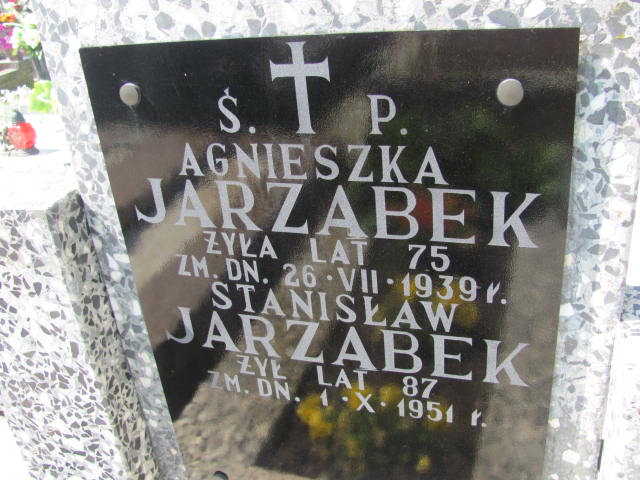 Ś. P.
AGNIESZKA
JARZĄBEK
ŻYŁA LAT 75
ZM. DN. 26·VII·1939 r.
STANISŁAW
JARZĄBEK
ŻYŁ LAT 87
ZM. DN. 1·X·1951 r.